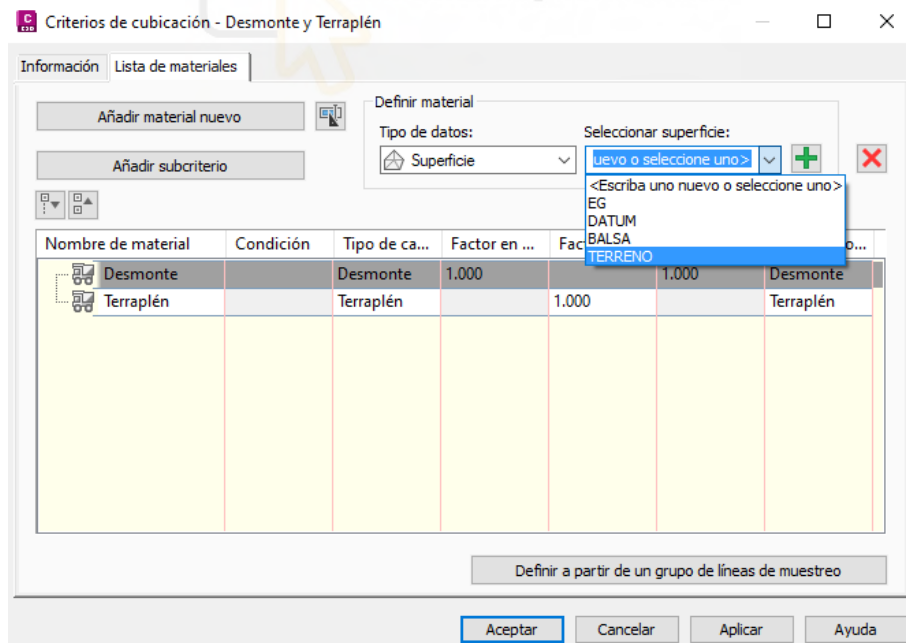 Criterios de cubicación - Desmonte y Terraplén
Información Lista de materiales
Añadir material nuevo
Añadir subcriterio
Definir material
Tipo de datos:
Superficie
Seleccionar superficie:
uevo o seleccione uno>
<Escriba uno nuevo o seleccione uno>
EG
DATUM
BALSA
TERRENO
Nombre de material Condición Tipo de ca... Factor en ... Fac o...
Desmonte Desmonte 1.000 1.000 Desmonte
Terraplén Terraplén 1.000 Terraplén
Definir a partir de un grupo de líneas de muestreo
Aceptar Cancelar Aplicar Ayuda